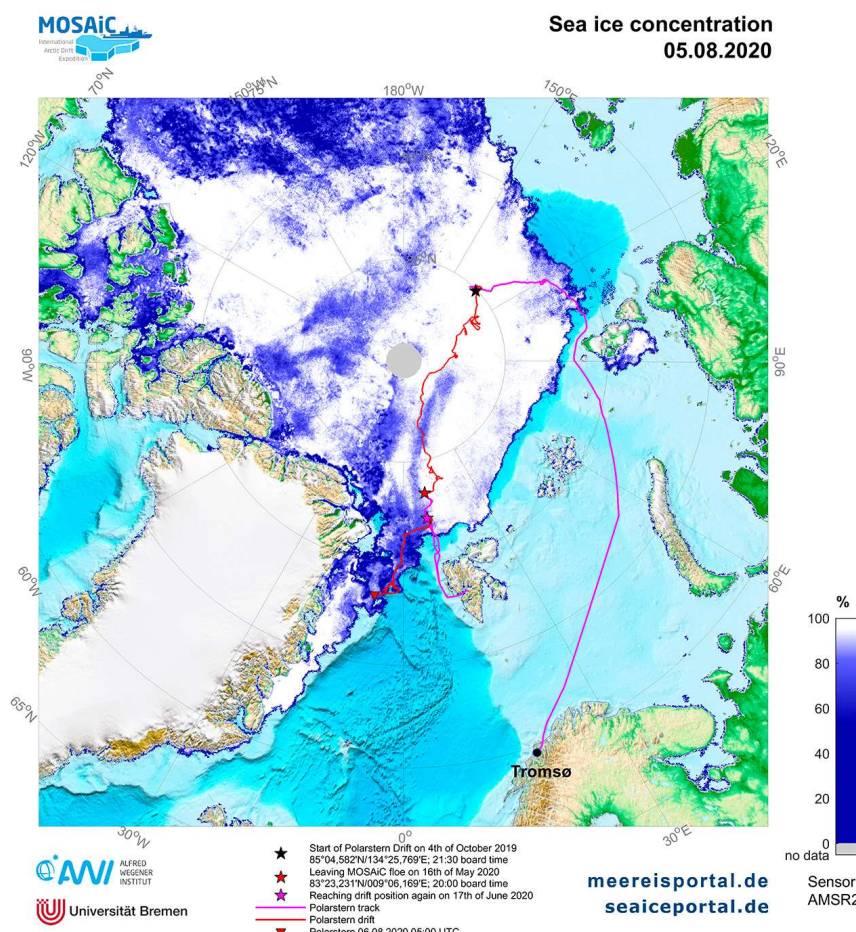 MOSAiC
International
Arctic Drift
Expedition
Sea ice concentration
05.08.2020
70°N
180°W
150°E
120°W
120°E
90°W
90°E
60°W
60°E
65°N
30°W
0°
30°E
Tromsø
%
100
80
60
40
20
0
no data
AWI
ALFRED
WEGENER
INSTITUT
Universität Bremen
Start of Polarstern Drift on 4th of October 2019
85°04,582'N/134°25,769'E; 21:30 board time
Leaving MOSAiC floe on 16th of May 2020
83°23,231'N/009°06,169'E; 20:00 board time
Reaching drift position again on 17th of June 2020
Polarstern track
Polarstern drift
Polarstern 06.08.2020 05:00 UTC
meereisportal.de
seaiceportal.de
Sensor
AMSR2